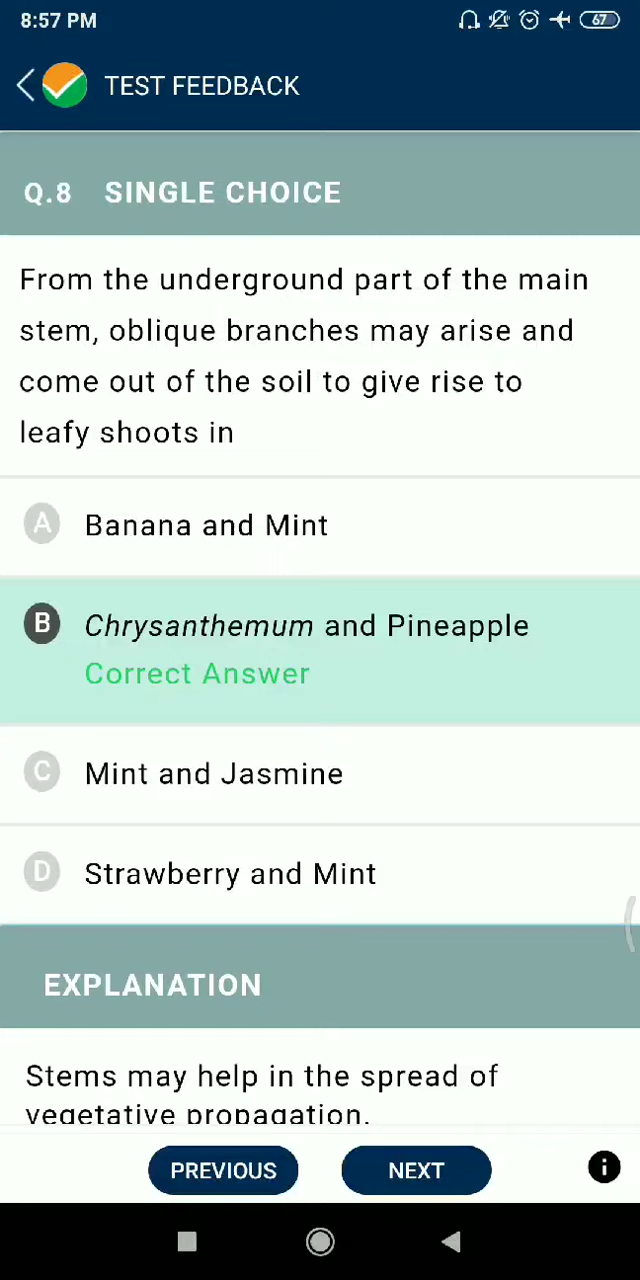 8:57 PM
67
TEST FEEDBACK
Q.8 SINGLE CHOICE
From the underground part of the main
stem, oblique branches may arise and
come out of the soil to give rise to
leafy shoots in
A Banana and Mint
B Chrysanthemum and Pineapple
Correct Answer
C Mint and Jasmine
D Strawberry and Mint
EXPLANATION
Stems may help in the spread of
vegetative propagation.
PREVIOUS
NEXT
i